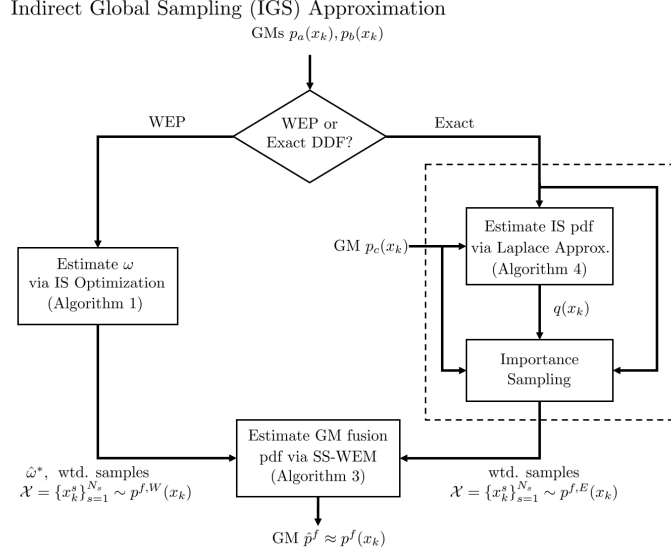 Indirect Global Sampling (IGS) Approximation
GMs p_a(x_k), p_b(x_k)
WEP or
Exact DDF?
WEP
Exact
Estimate ω
via IS Optimization
(Algorithm 1)
GM p_c(x_k)
Estimate IS pdf
via Laplace Approx.
(Algorithm 4)
q(x_k)
Importance
Sampling
Estimate GM fusion
pdf via SS-WEM
(Algorithm 3)
ω̂*, wtd. samples
𝒳 = {x_k^s}_{s=1}^{N_s} ∼ p^{f,W}(x_k)
wtd. samples
𝒳 = {x_k^s}_{s=1}^{N_s} ∼ p^{f,E}(x_k)
GM p̂^f ≈ p^f(x_k)